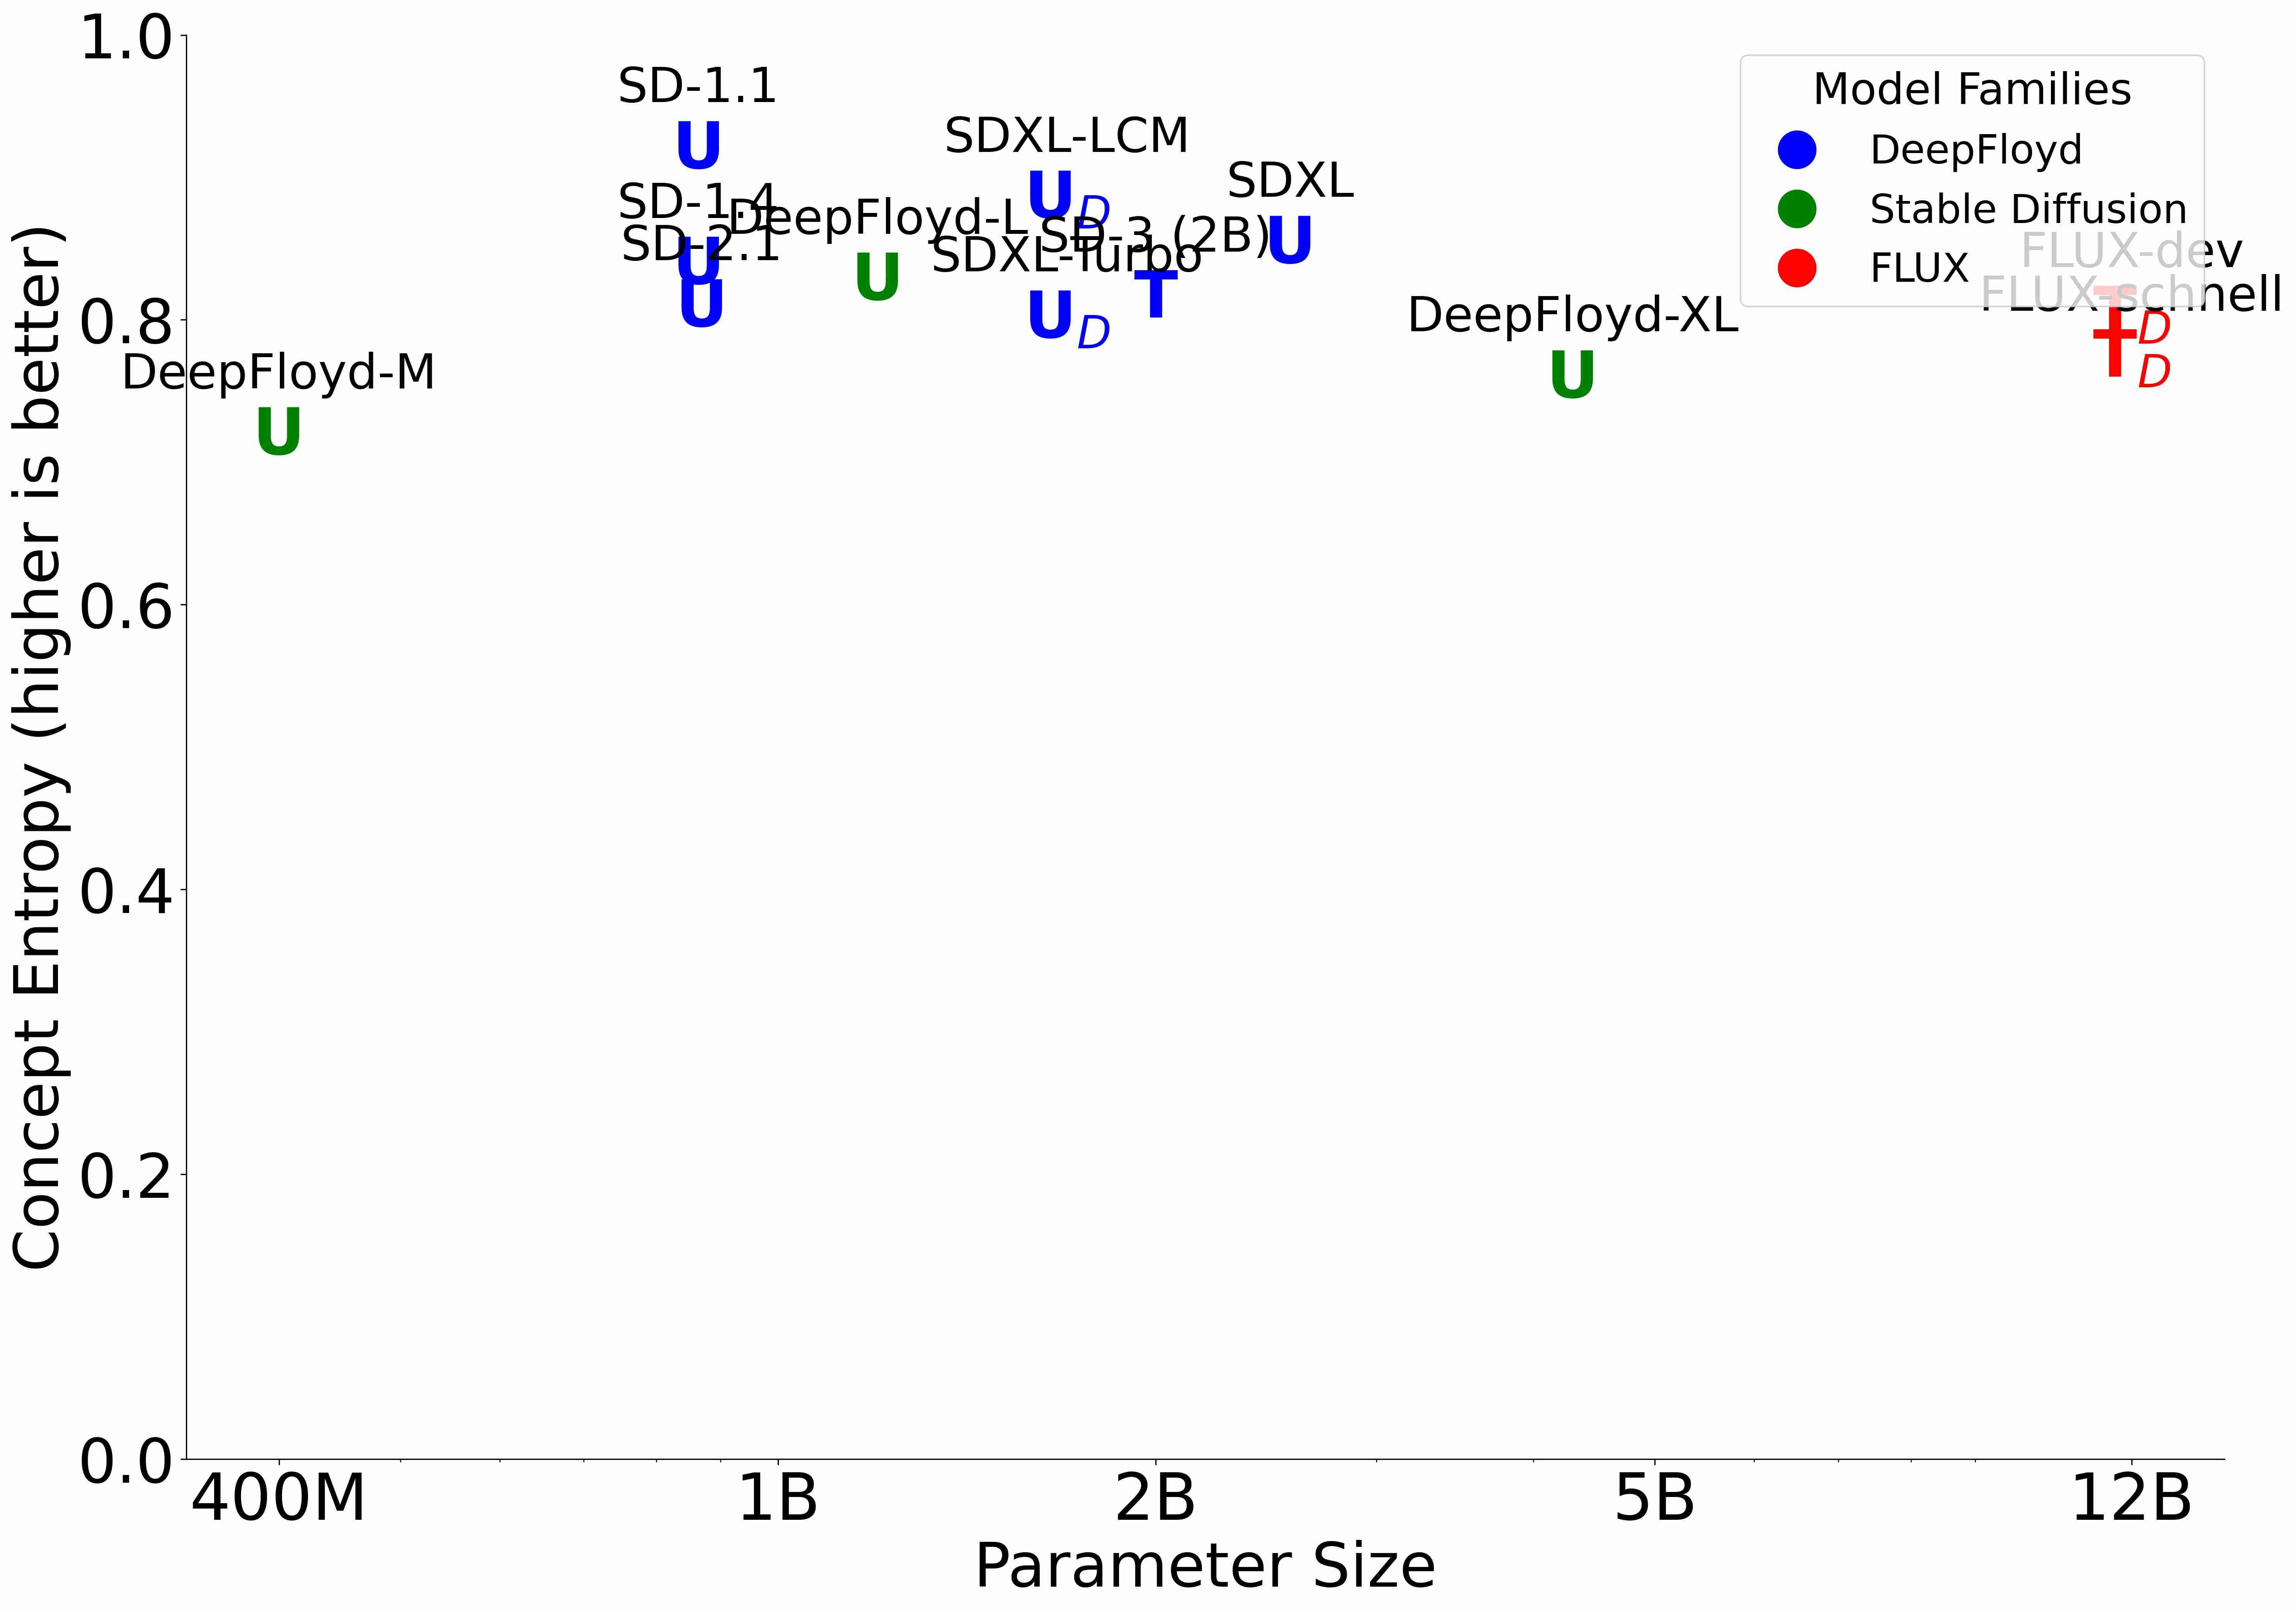 Concept Entropy (higher is better)
1.0
0.8
0.6
0.4
0.2
0.0
SD-1.1
U
SDXL-LCM
U D
SDXL
U
SD-1.4
U
DeepFloyd-L
U
SD-3 (2B)
T
SD-2.1
U
SDXL-Turbo
U D
DeepFloyd-XL
U
DeepFloyd-M
U
Model Families
DeepFloyd
Stable Diffusion
FLUX
FLUX-dev
T D
FLUX-schnell
T D
400M
1B
2B
5B
12B
Parameter Size